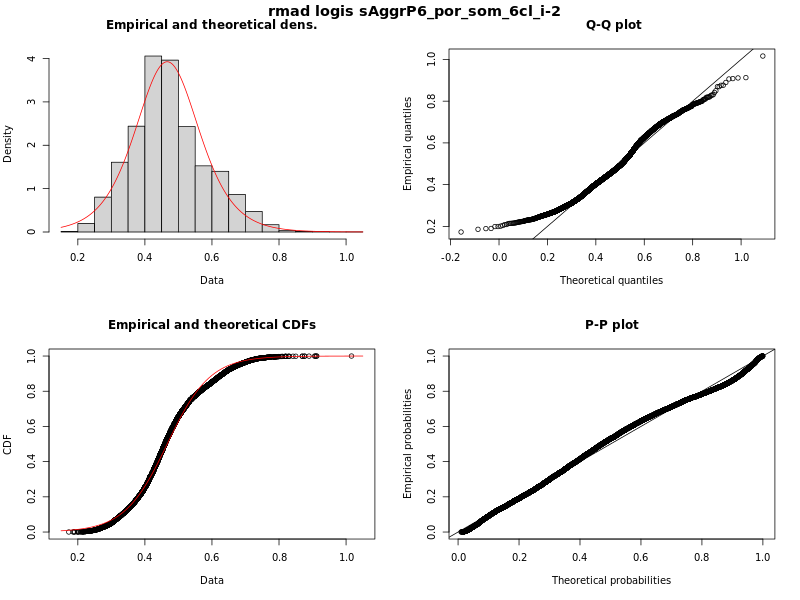 rmad logis sAggrP6_por_som_6cl_i-2
Empirical and theoretical dens.
Density
0 1 2 3 4
0.2 0.4 0.6 0.8 1.0
Data
Q-Q plot
Empirical quantiles
0.2 0.4 0.6 0.8 1.0
-0.2 0.0 0.2 0.4 0.6 0.8 1.0
Theoretical quantiles
Empirical and theoretical CDFs
CDF
0.0 0.2 0.4 0.6 0.8 1.0
0.2 0.4 0.6 0.8 1.0
Data
P-P plot
Empirical probabilities
0.0 0.2 0.4 0.6 0.8 1.0
0.0 0.2 0.4 0.6 0.8 1.0
Theoretical probabilities